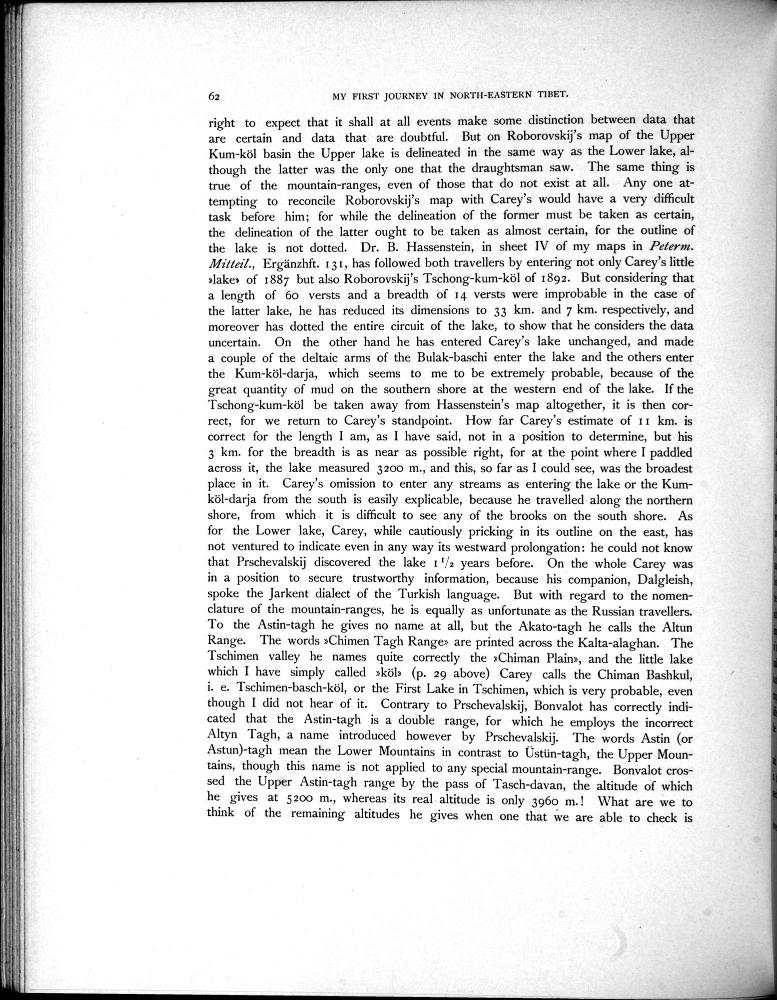 62 MY FIRST JOURNEY IN NORTH-EASTERN TIBET.
right to expect that it shall at all events make some distinction between data that
are certain and data that are doubtful. But on Roborovskij's map of the Upper
Kum-köl basin the Upper lake is delineated in the same way as the Lower lake, al-
though the latter was the only one that the draughtsman saw. The same thing is
true of the mountain-ranges, even of those that do not exist at all. Any one at-
tempting to reconcile Roborovskij's map with Carey's would have a very difficult
task before him; for while the delineation of the former must be taken as certain,
the delineation of the latter ought to be taken as almost certain, for the outline of
the lake is not dotted. Dr. B. Hassenstein, in sheet IV of my maps in Peterm.
Mitteil., Ergänzhft. 131, has followed both travellers by entering not only Carey's little
»lake» of 1887 but also Roborovskij's Tschong-kum-köl of 1892. But considering that
a length of 60 versts and a breadth of 14 versts were improbable in the case of
the latter lake, he has reduced its dimensions to 33 km. and 7 km. respectively, and
moreover has dotted the entire circuit of the lake, to show that he considers the data
uncertain. On the other hand he has entered Carey's lake unchanged, and made
a couple of the deltaic arms of the Bulak-baschi enter the lake and the others enter
the Kum-köl-darja, which seems to me to be extremely probable, because of the
great quantity of mud on the southern shore at the western end of the lake. If the
Tschong-kum-köl be taken away from Hassenstein's map altogether, it is then cor-
rect, for we return to Carey's standpoint. How far Carey's estimate of 11 km. is
correct for the length I am, as I have said, not in a position to determine, but his
3 km. for the breadth is as near as possible right, for at the point where I paddled
across it, the lake measured 3200 m., and this, so far as I could see, was the broadest
place in it. Carey's omission to enter any streams as entering the lake or the Kum-
köl-darja from the south is easily explicable, because he travelled along the northern
shore, from which it is difficult to see any of the brooks on the south shore. As
for the Lower lake, Carey, while cautiously pricking in its outline on the east, has
not ventured to indicate even in any way its westward prolongation: he could not know
that Prschevalskij discovered the lake 1 1/2 years before. On the whole Carey was
in a position to secure trustworthy information, because his companion, Dalgleish,
spoke the Jarkent dialect of the Turkish language. But with regard to the nomen-
clature of the mountain-ranges, he is equally as unfortunate as the Russian travellers.
To the Astin-tagh he gives no name at all, but the Akato-tagh he calls the Altun
Range. The words »Chimen Tagh Range» are printed across the Kalta-alaghan. The
Tschimen valley he names quite correctly the »Chiman Plain», and the little lake
which I have simply called »köl» (p. 29 above) Carey calls the Chiman Bashkul,
i. e. Tschimen-basch-köl, or the First Lake in Tschimen, which is very probable, even
though I did not hear of it. Contrary to Prschevalskij, Bonvalot has correctly indi-
cated that the Astin-tagh is a double range, for which he employs the incorrect
Altyn Tagh, a name introduced however by Prschevalskij. The words Astin (or
Astun)-tagh mean the Lower Mountains in contrast to Üstün-tagh, the Upper Moun-
tains, though this name is not applied to any special mountain-range. Bonvalot cros-
sed the Upper Astin-tagh range by the pass of Tasch-davan, the altitude of which
he gives at 5200 m., whereas its real altitude is only 3960 m.! What are we to
think of the remaining altitudes he gives when one that we are able to check is